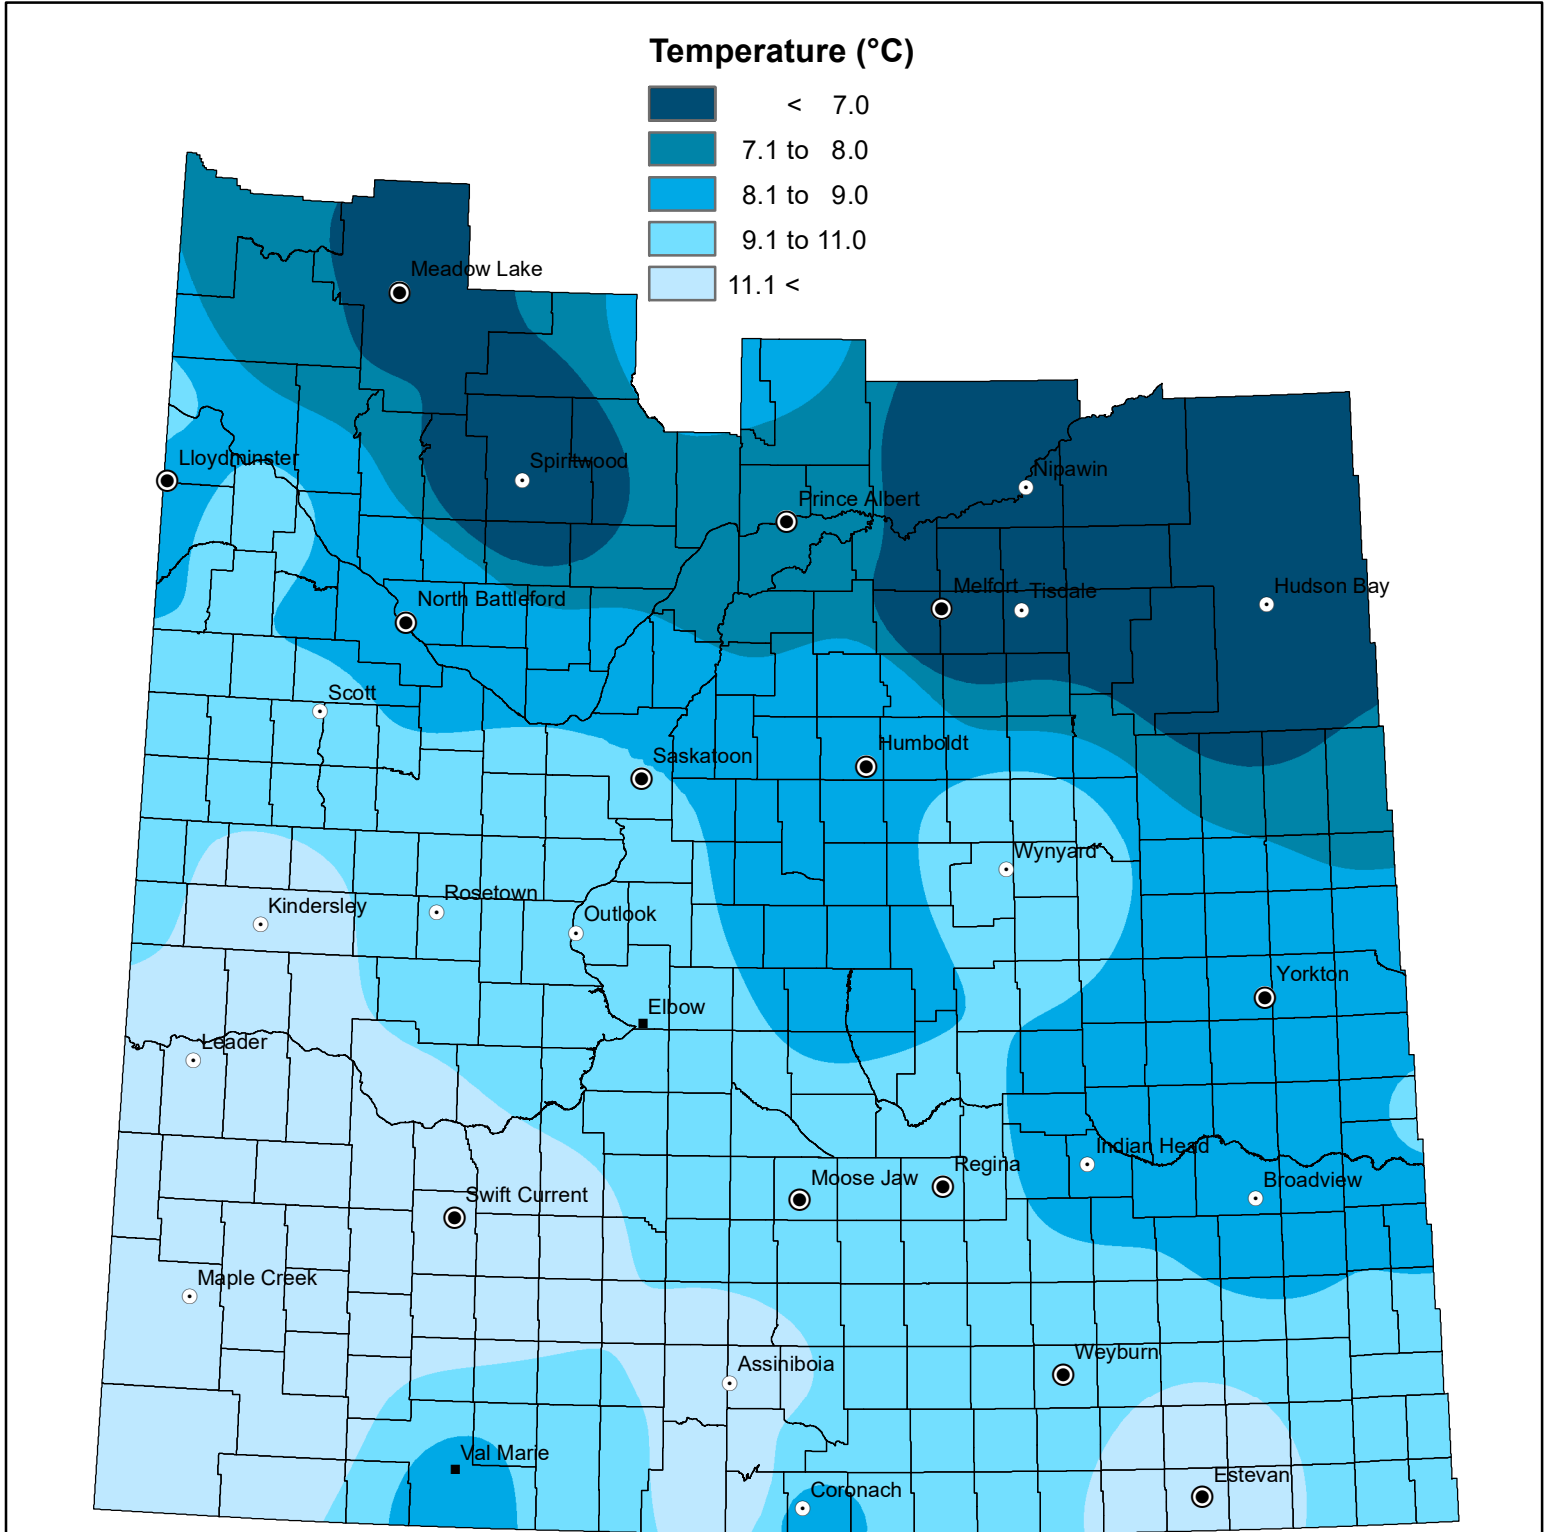 Temperature (°C)
< 7.0
7.1 to 8.0
8.1 to 9.0
9.1 to 11.0
11.1 <
Meadow Lake
Lloydminster
Spiritwood
Nipawin
Prince Albert
Melfort
Tisdale
Hudson Bay
North Battleford
Scott
Saskatoon
Humboldt
Wynyard
Rosetown
Kindersley
Outlook
Yorkton
Elbow
Leader
Indian Head
Regina
Moose Jaw
Broadview
Swift Current
Maple Creek
Weyburn
Assiniboia
Val Marie
Estevan
Coronach